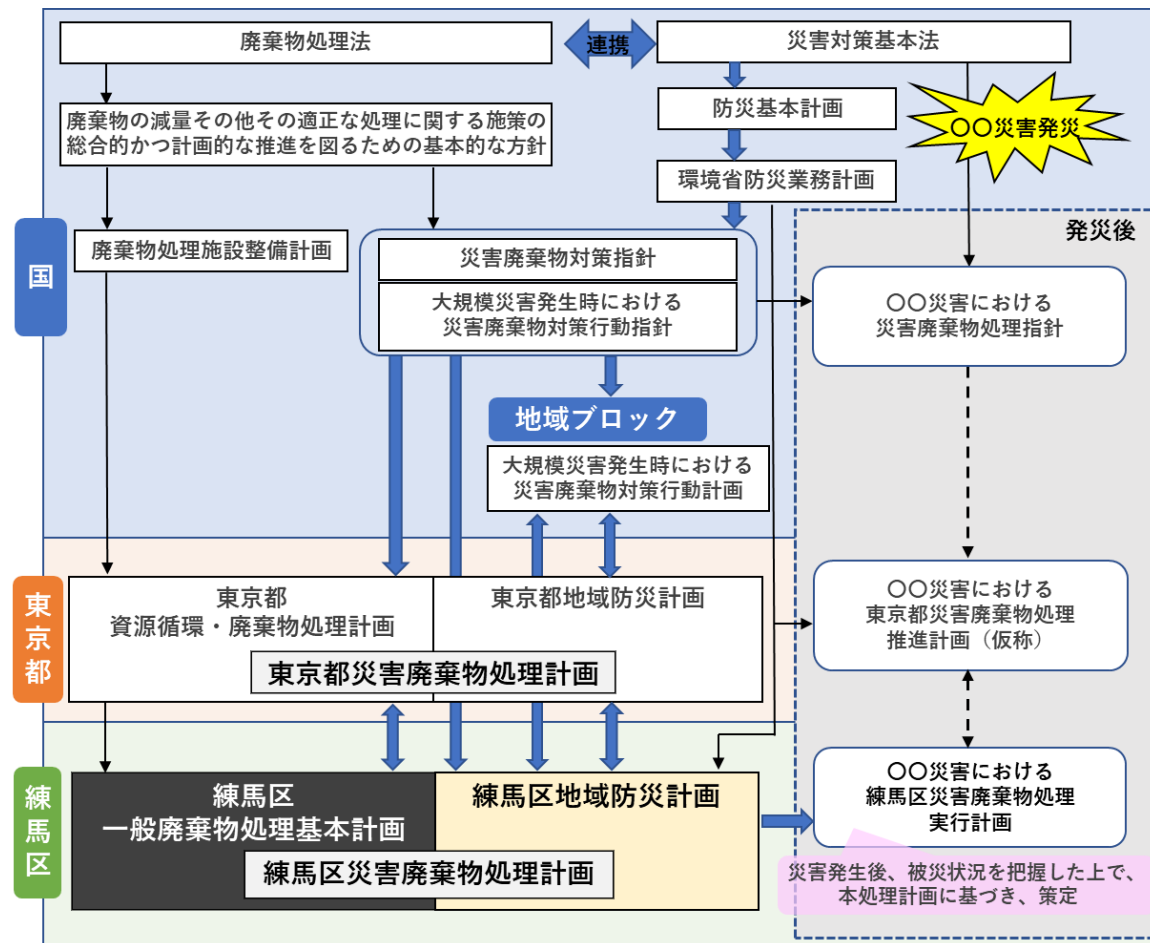 廃棄物処理法
連携
災害対策基本法
廃棄物の減量その他その適正な処理に関する施策の
総合的かつ計画的な推進を図るための基本的な方針
防災基本計画
〇〇災害発災
環境省防災業務計画
国
廃棄物処理施設整備計画
発災後
災害廃棄物対策指針
大規模災害発生時における
災害廃棄物対策行動指針
〇〇災害における
災害廃棄物処理指針
地域ブロック
大規模災害発生時における
災害廃棄物対策行動計画
東京都
東京都
資源循環・廃棄物処理計画
東京都地域防災計画
東京都災害廃棄物処理計画
〇〇災害における
東京都災害廃棄物処理
推進計画（仮称）
練馬区
練馬区
一般廃棄物処理基本計画
練馬区地域防災計画
練馬区災害廃棄物処理計画
〇〇災害における
練馬区災害廃棄物処理
実行計画
災害発生後、被災状況を把握した上で、
本処理計画に基づき、策定